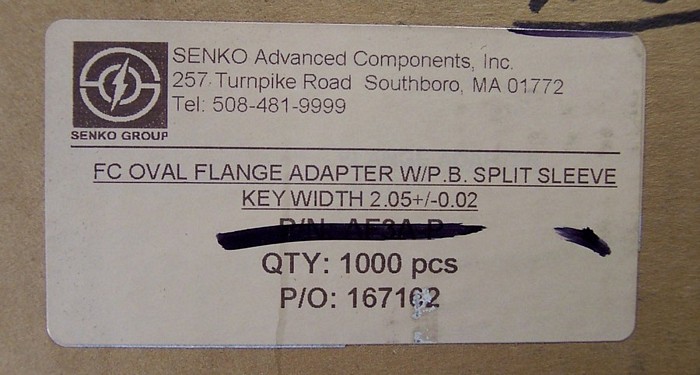 SENKO Advanced Components, Inc.
257 Turnpike Road Southboro, MA 01772
Tel: 508-481-9999
SENKO GROUP
FC OVAL FLANGE ADAPTER W/P.B. SPLIT SLEEVE
KEY WIDTH 2.05+/-0.02
QTY: 1000 pcs
P/O: 167162